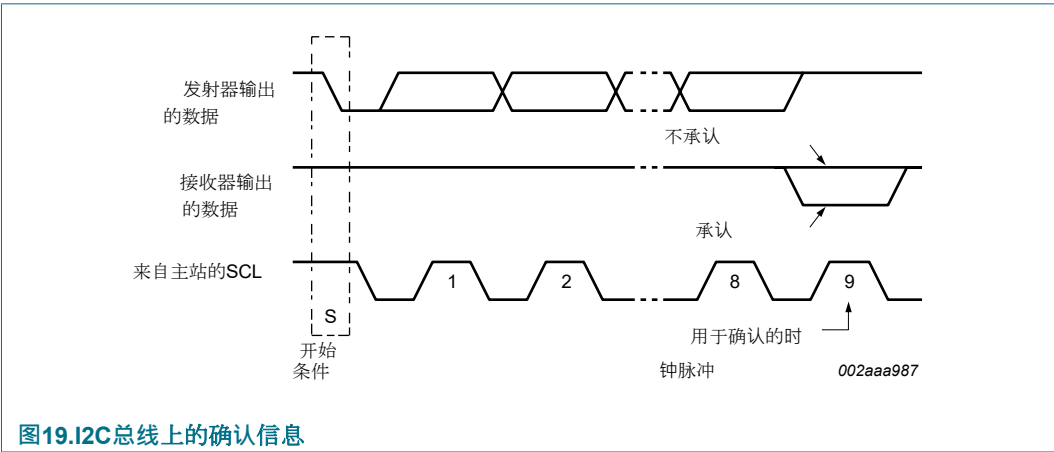 发射器输出
的数据
不承认
接收器输出
的数据
承认
来自主站的SCL
1
2
8
9
S
开始
条件
用于确认的时
钟脉冲
002aaa987
图19.I2C总线上的确认信息